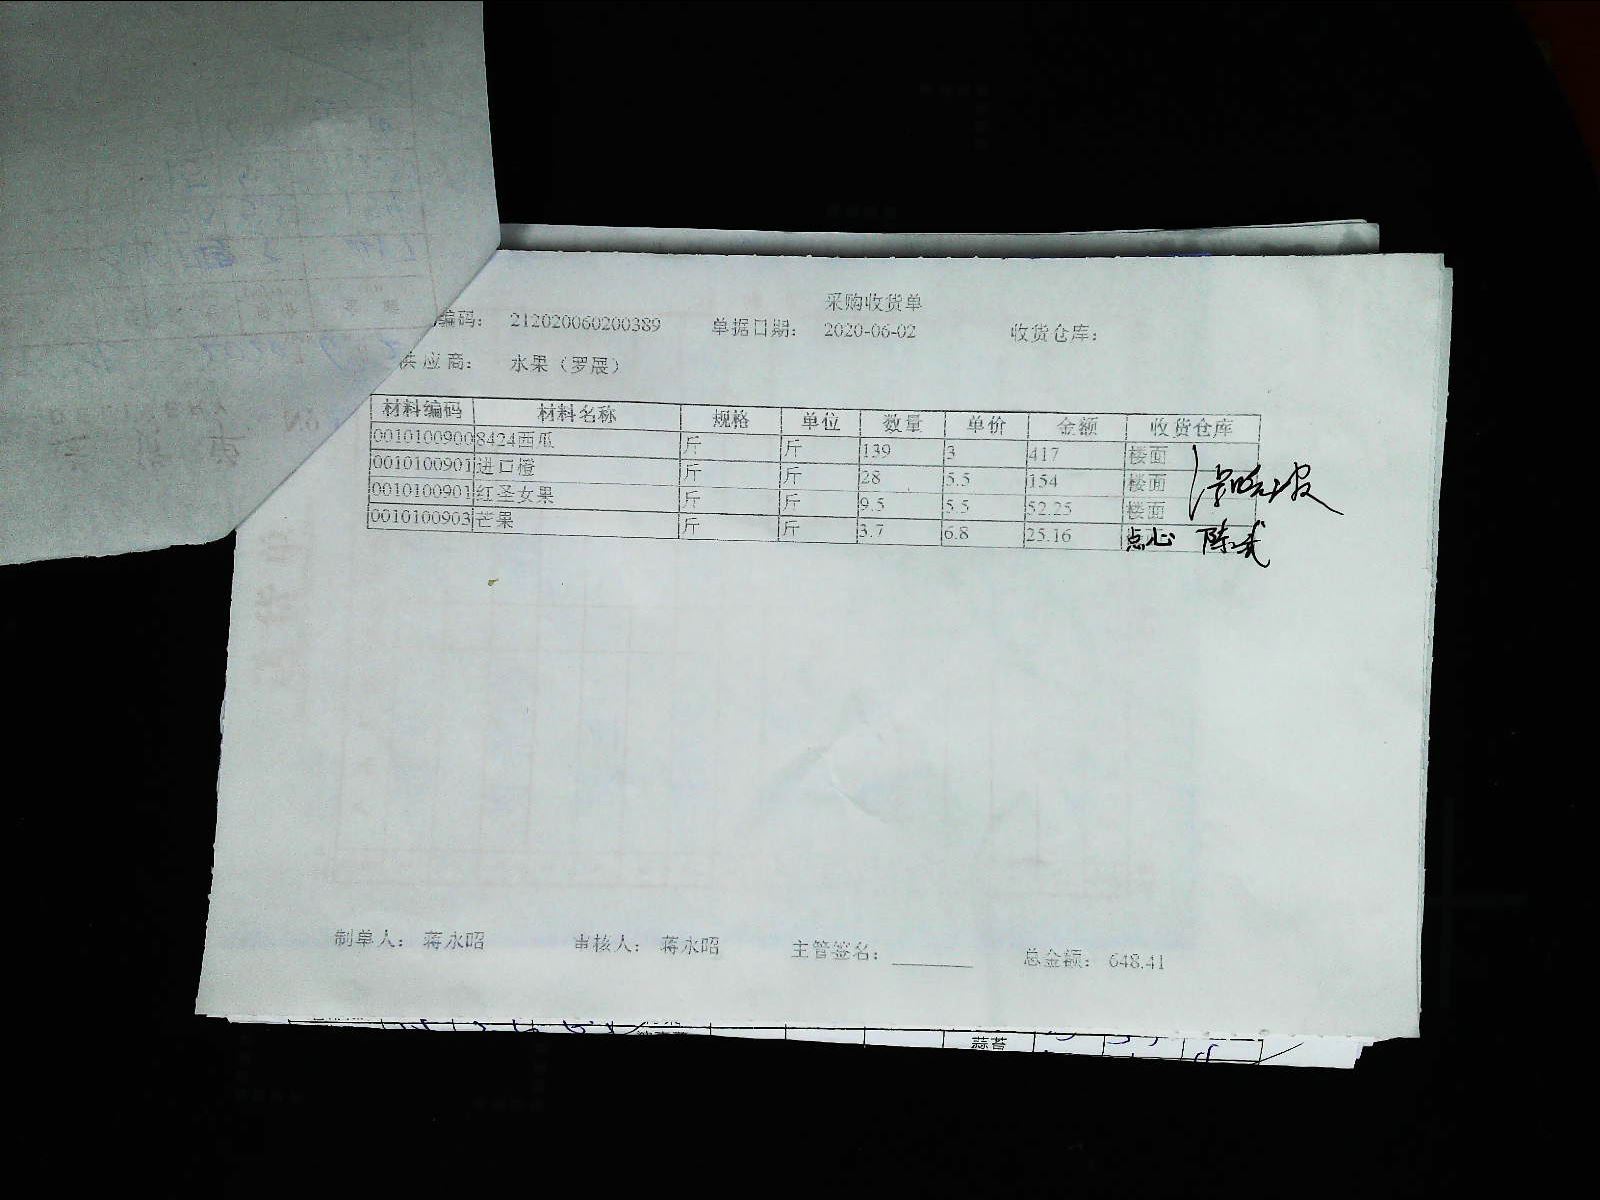 采购收货单
编码： 212020060200389 单据日期： 2020-06-02 收货仓库：
供应商： 水果（罗展）
材料编码 材料名称 规格 单位 数量 单价 金额 收货仓库
0010100900 8424西瓜 斤 斤 139 3 417 楼面
0010100901 进口橙 斤 斤 28 5.5 154 楼面
0010100901 红圣女果 斤 斤 9.5 5.5 52.25 楼面
0010100903 芒果 斤 斤 3.7 6.8 25.16 点心
制单人： 蒋永昭 审核人： 蒋永昭 主管签名： 总金额： 648.41
蒜苔